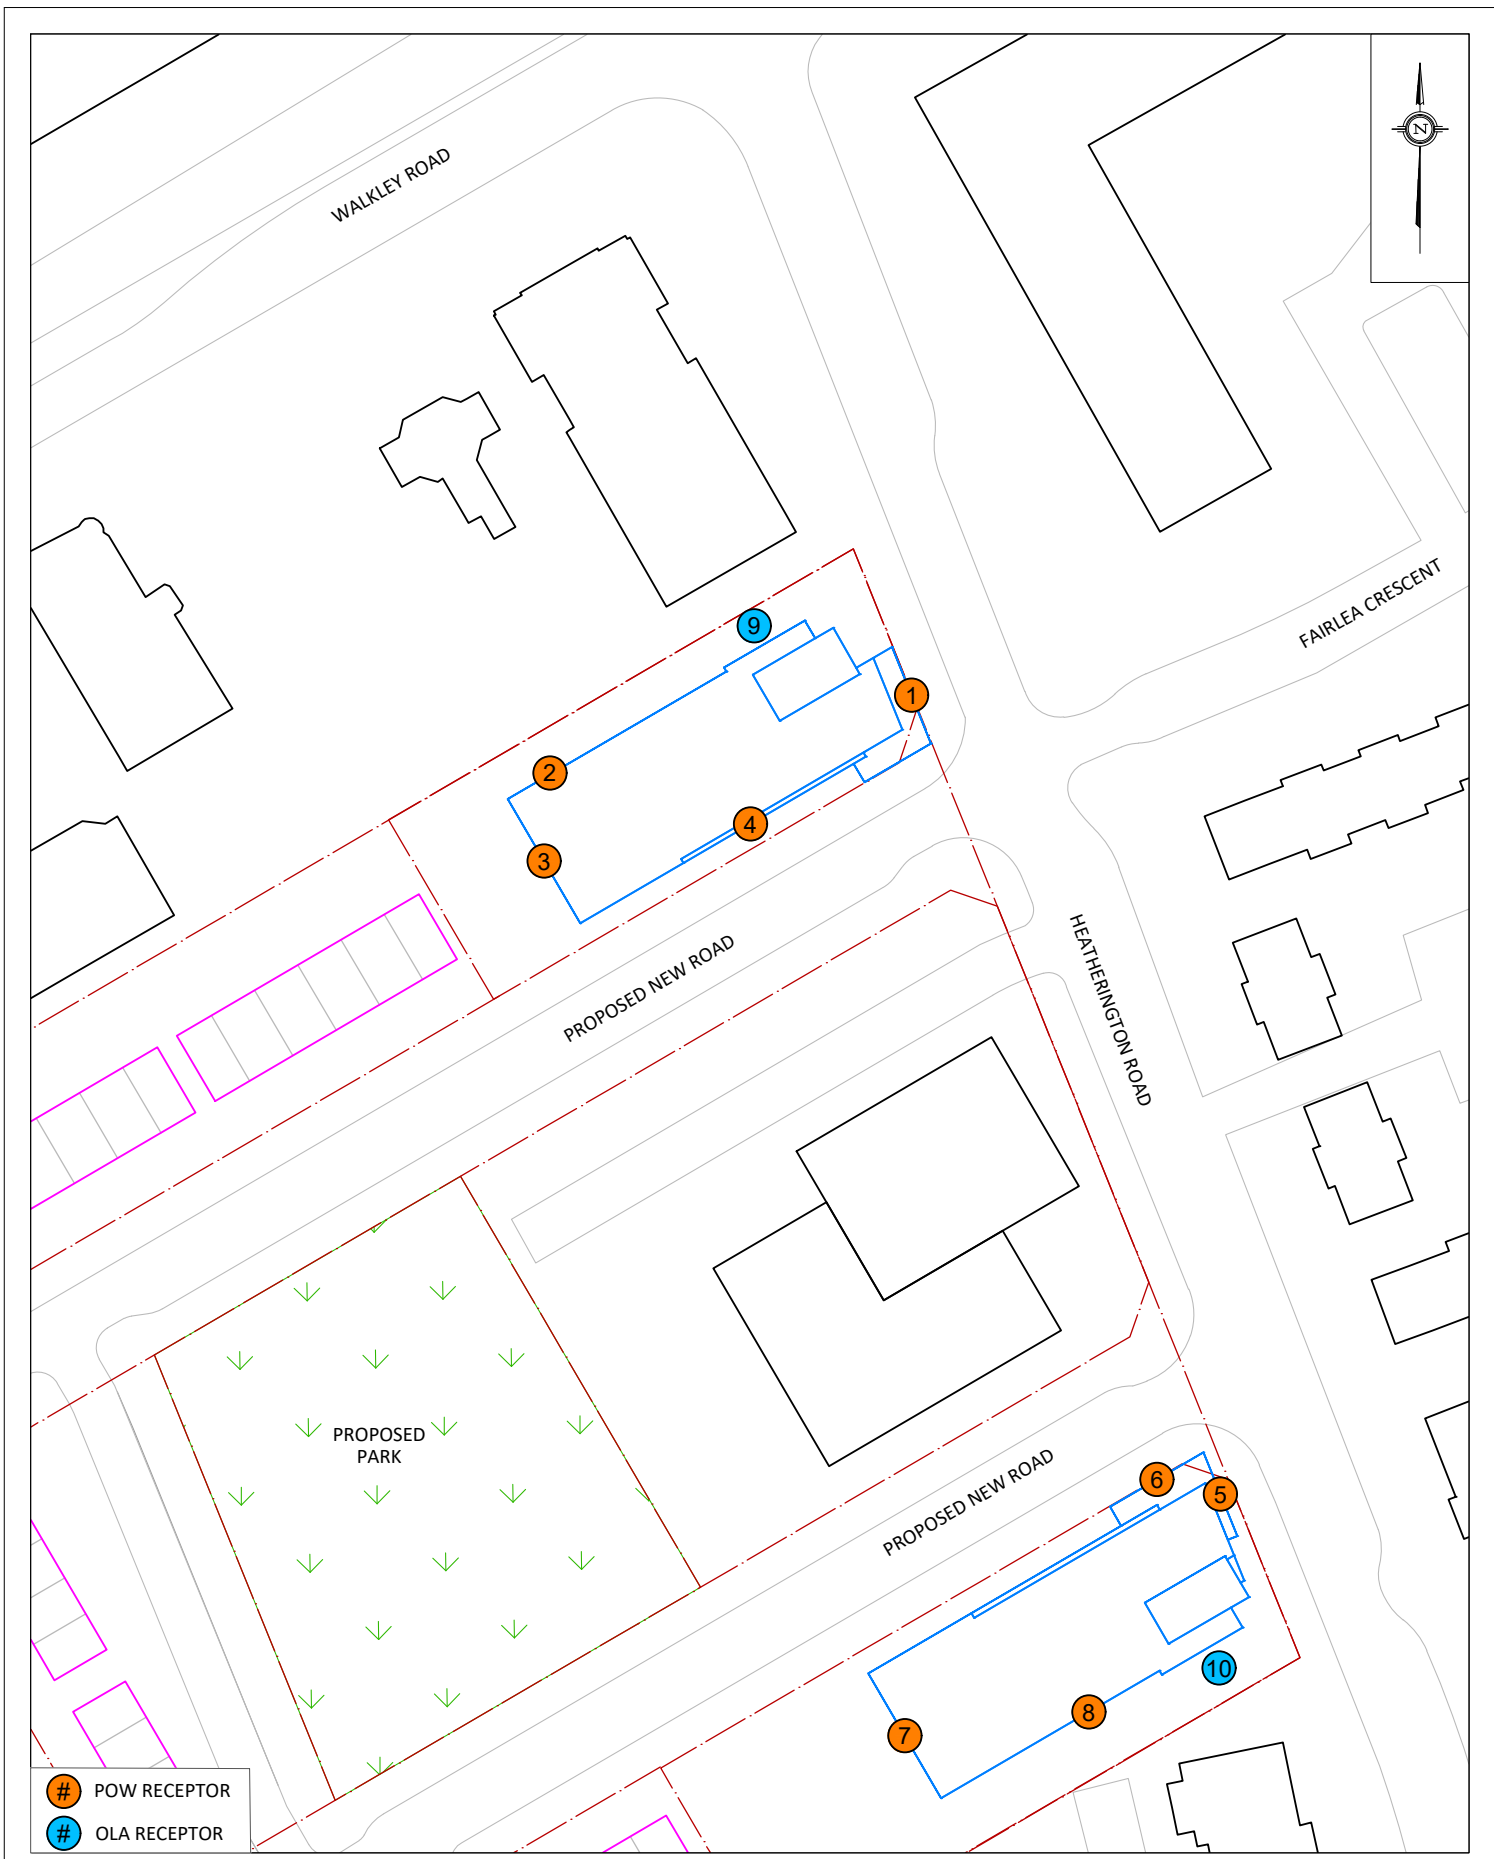 WALKLEY ROAD
N
FAIRLEA CRESCENT
9
1
2
4
3
HEATHERINGTON ROAD
PROPOSED NEW ROAD
PROPOSED
PARK
PROPOSED NEW ROAD
6
5
10
8
7
# POW RECEPTOR
# OLA RECEPTOR